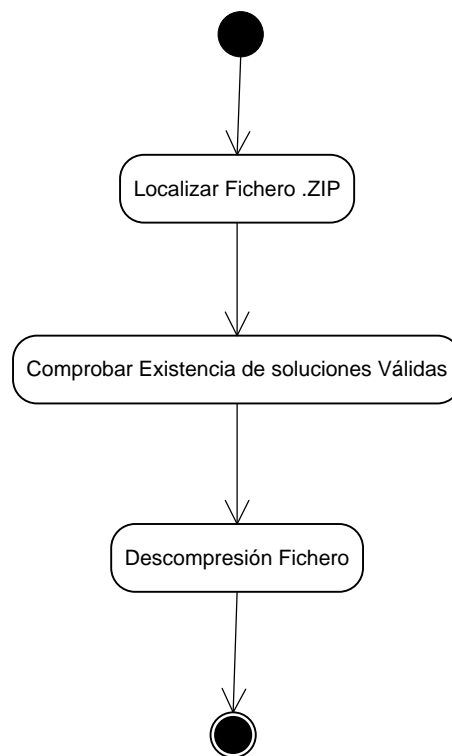 Localizar Fichero .ZIP
Comprobar Existencia de soluciones Válidas
Descompresión Fichero